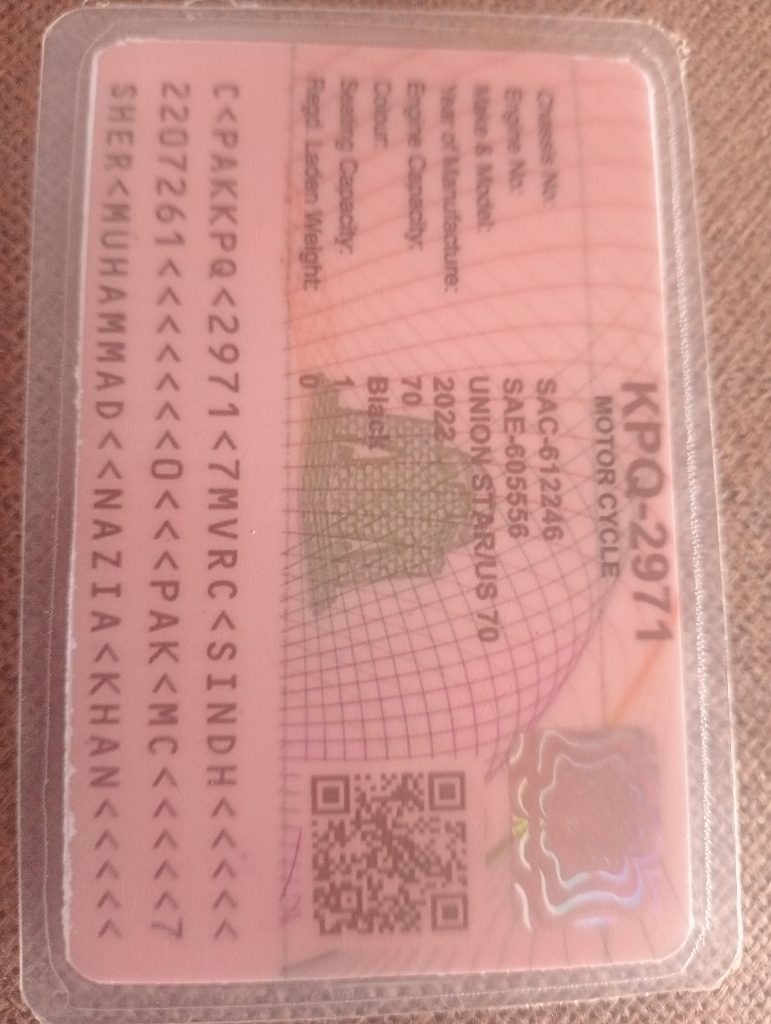 KPQ-2971
MOTOR CYCLE
Chassis No: SAC-612246
Engine No: SAE-605556
Make & Model: UNION STAR/US 70
Year of Manufacture: 2022
Engine Capacity: 70
Colour: Black
Seating Capacity: 1
Regd. Laden Weight: 0
C<PAKKPQ<2971<7MVRC<SINDH<<<<<
2207261<<<<<<<O<<<PAK<MC<<<<<7
SHER<MUHAMMAD<<NAZIA<KHAN<<<<<